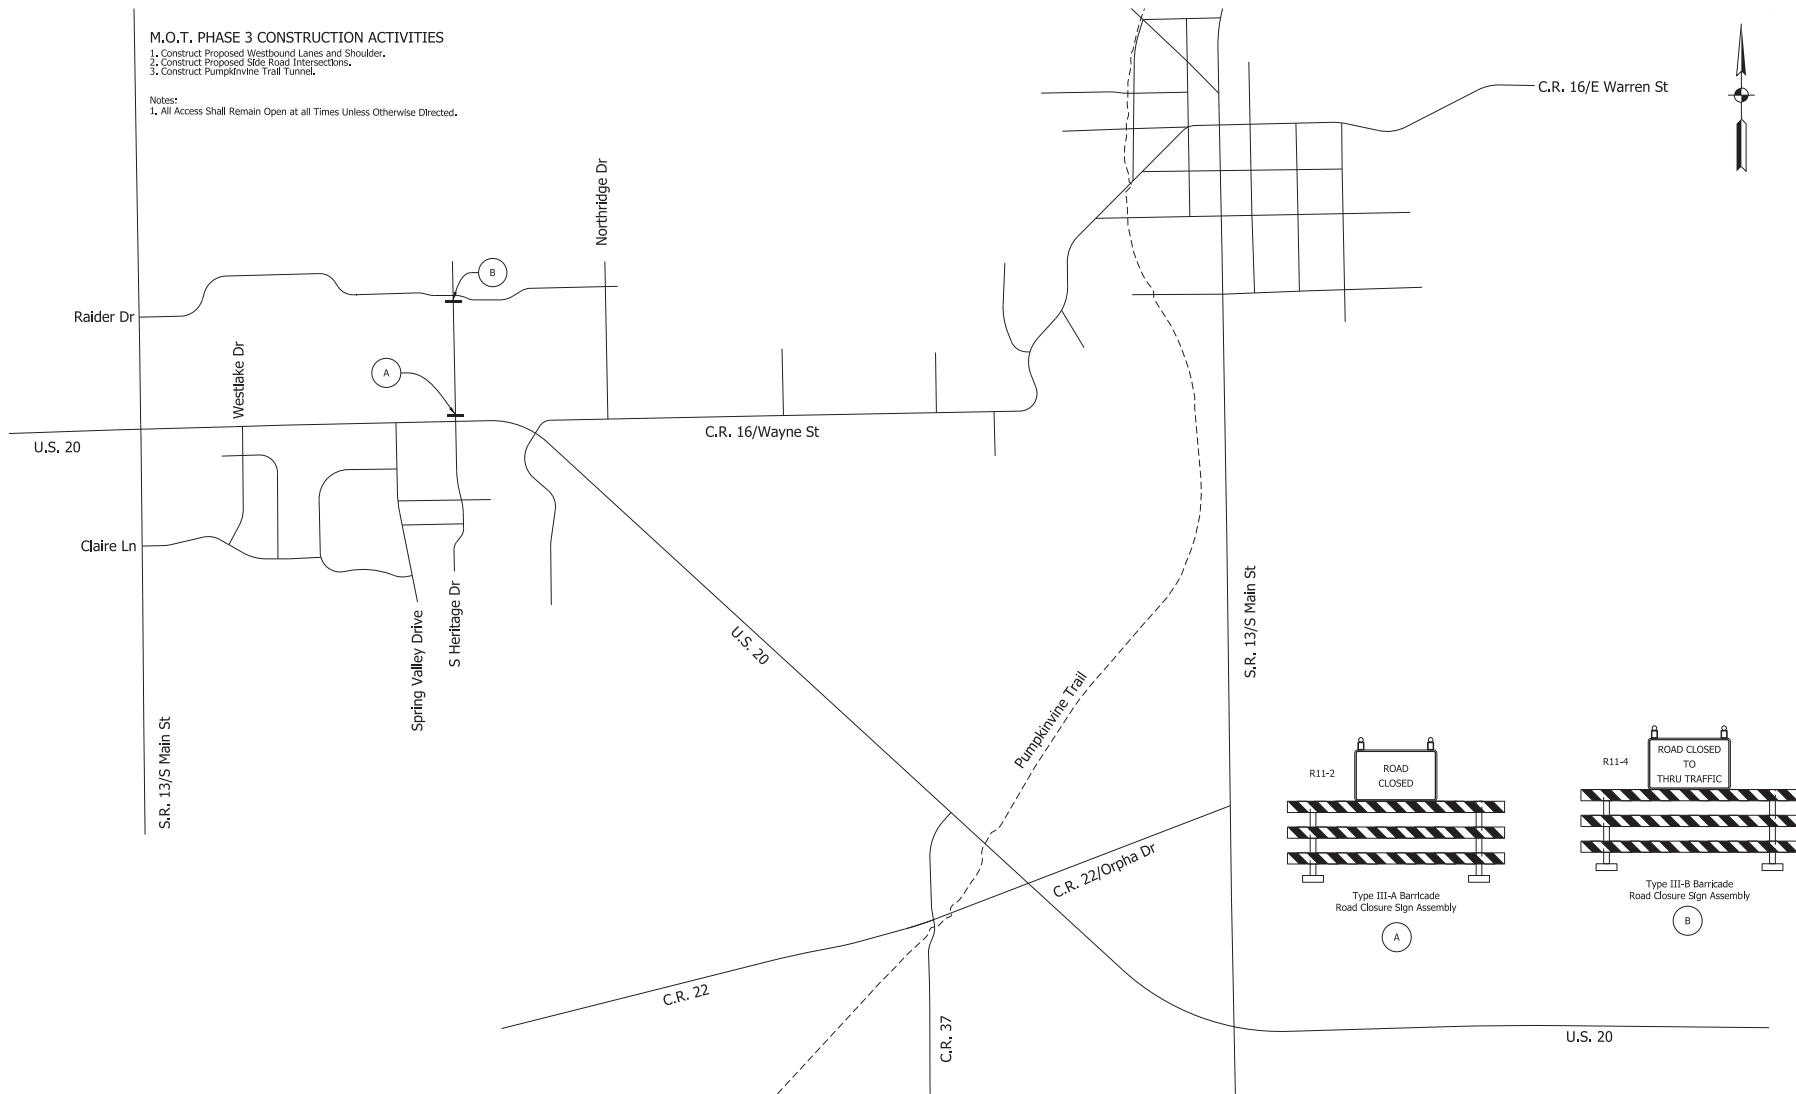 M.O.T. PHASE 3 CONSTRUCTION ACTIVITIES
1. Construct Proposed Westbound Lanes and Shoulder.
2. Construct Proposed Side Road Intersections.
3. Construct Pumpkinvine Trail Tunnel.
Notes:
1. All Access Shall Remain Open at all Times Unless Otherwise Directed.
C.R. 16/E Warren St
Northridge Dr
B
Raider Dr
Westlake Dr
A
U.S. 20
C.R. 16/Wayne St
Claire Ln
Spring Valley Drive
S Heritage Dr
S.R. 13/S Main St
U.S. 20
Pumpkinvine Trail
S.R. 13/S Main St
C.R. 22/Orpha Dr
C.R. 22
C.R. 37
U.S. 20
R11-2
ROAD
CLOSED
Type III-A Barricade
Road Closure Sign Assembly
A
R11-4
ROAD CLOSED
TO
THRU TRAFFIC
Type III-B Barricade
Road Closure Sign Assembly
B